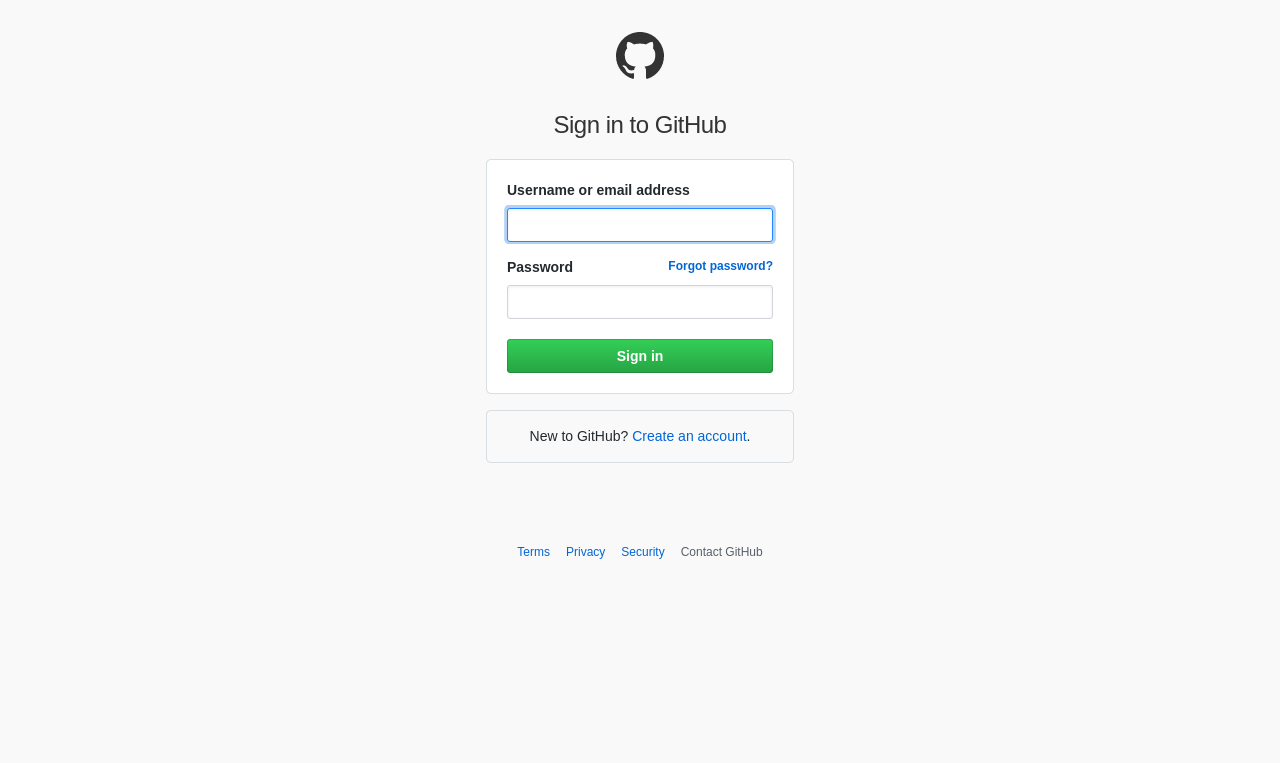 Sign in to GitHub
Username or email address
Password Forgot password?
Sign in
New to GitHub? Create an account.
Terms Privacy Security Contact GitHub